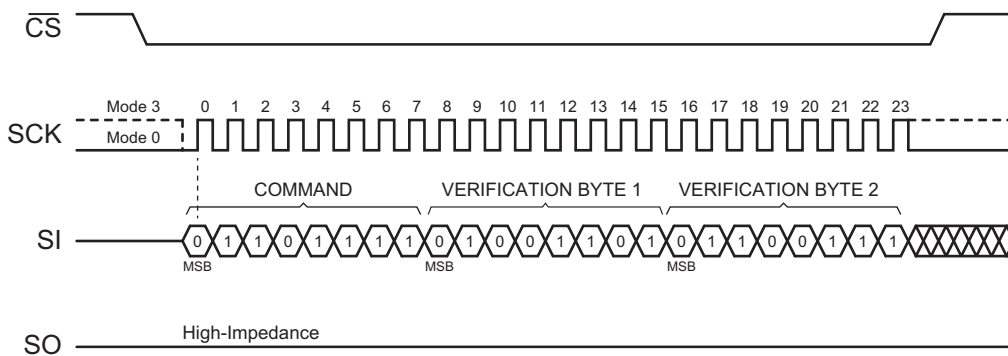 CS
Mode 3 0 1 2 3 4 5 6 7 8 9 10 11 12 13 14 15 16 17 18 19 20 21 22 23
SCK
Mode 0
COMMAND VERIFICATION BYTE 1 VERIFICATION BYTE 2
SI 0 1 1 0 1 1 1 1 0 1 0 0 1 1 0 1 0 1 1 0 0 1 1 1
MSB MSB MSB
High-Impedance
SO